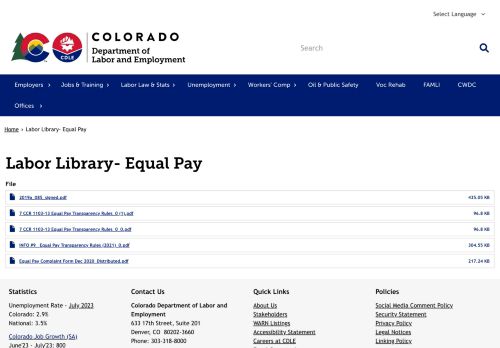 Select Language
COLORADO
Department of
Labor and Employment
CDLE
Search
Employers
Jobs & Training
Labor Law & Stats
Unemployment
Workers' Comp
Oil & Public Safety
Voc Rehab
FAMLI
CWDC
Offices
Home › Labor Library- Equal Pay
Labor Library- Equal Pay
File
2019a_085_signed.pdf 435.05 KB
7 CCR 1103-13 Equal Pay Transparency Rules_0 (1).pdf 96.8 KB
7 CCR 1103-13 Equal Pay Transparency Rules_0_0.pdf 96.8 KB
INFO #9_ Equal Pay Transparency Rules (2021)_0.pdf 304.55 KB
Equal Pay Complaint Form Dec 2020_Distributed.pdf 217.24 KB
Statistics
Unemployment Rate - July 2023
Colorado: 2.9%
National: 3.5%
Colorado Job Growth (SA)
June'23 - July'23: 800
Contact Us
Colorado Department of Labor and
Employment
633 17th Street, Suite 201
Denver, CO 80202-3660
Phone: 303-318-8000
Quick Links
About Us
Stakeholders
WARN Listings
Accessibility Statement
Careers at CDLE
Policies
Social Media Comment Policy
Security Statement
Privacy Policy
Legal Notices
Linking Policy